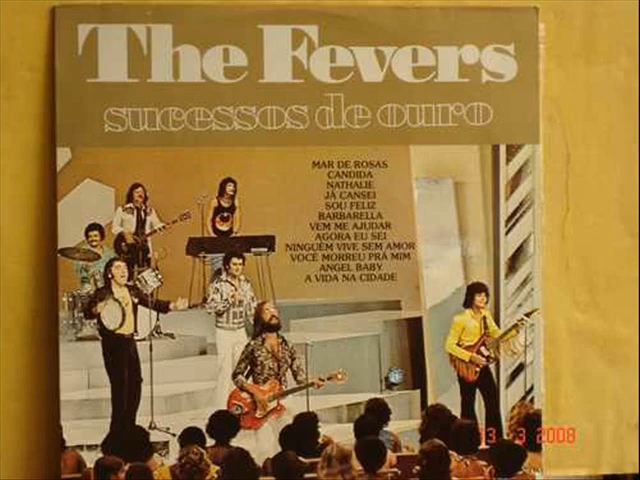 The Fevers
sucessos de ouro
MAR DE ROSAS
CANDIDA
NATHALIE
JÁ CANSEI
SOU FELIZ
BARBARELLA
VEM ME AJUDAR
AGORA EU SEI
NINGUÉM VIVE SEM AMOR
VOCÊ MORREU PRÁ MIM
ANGEL BABY
A VIDA NA CIDADE
13 3 2008